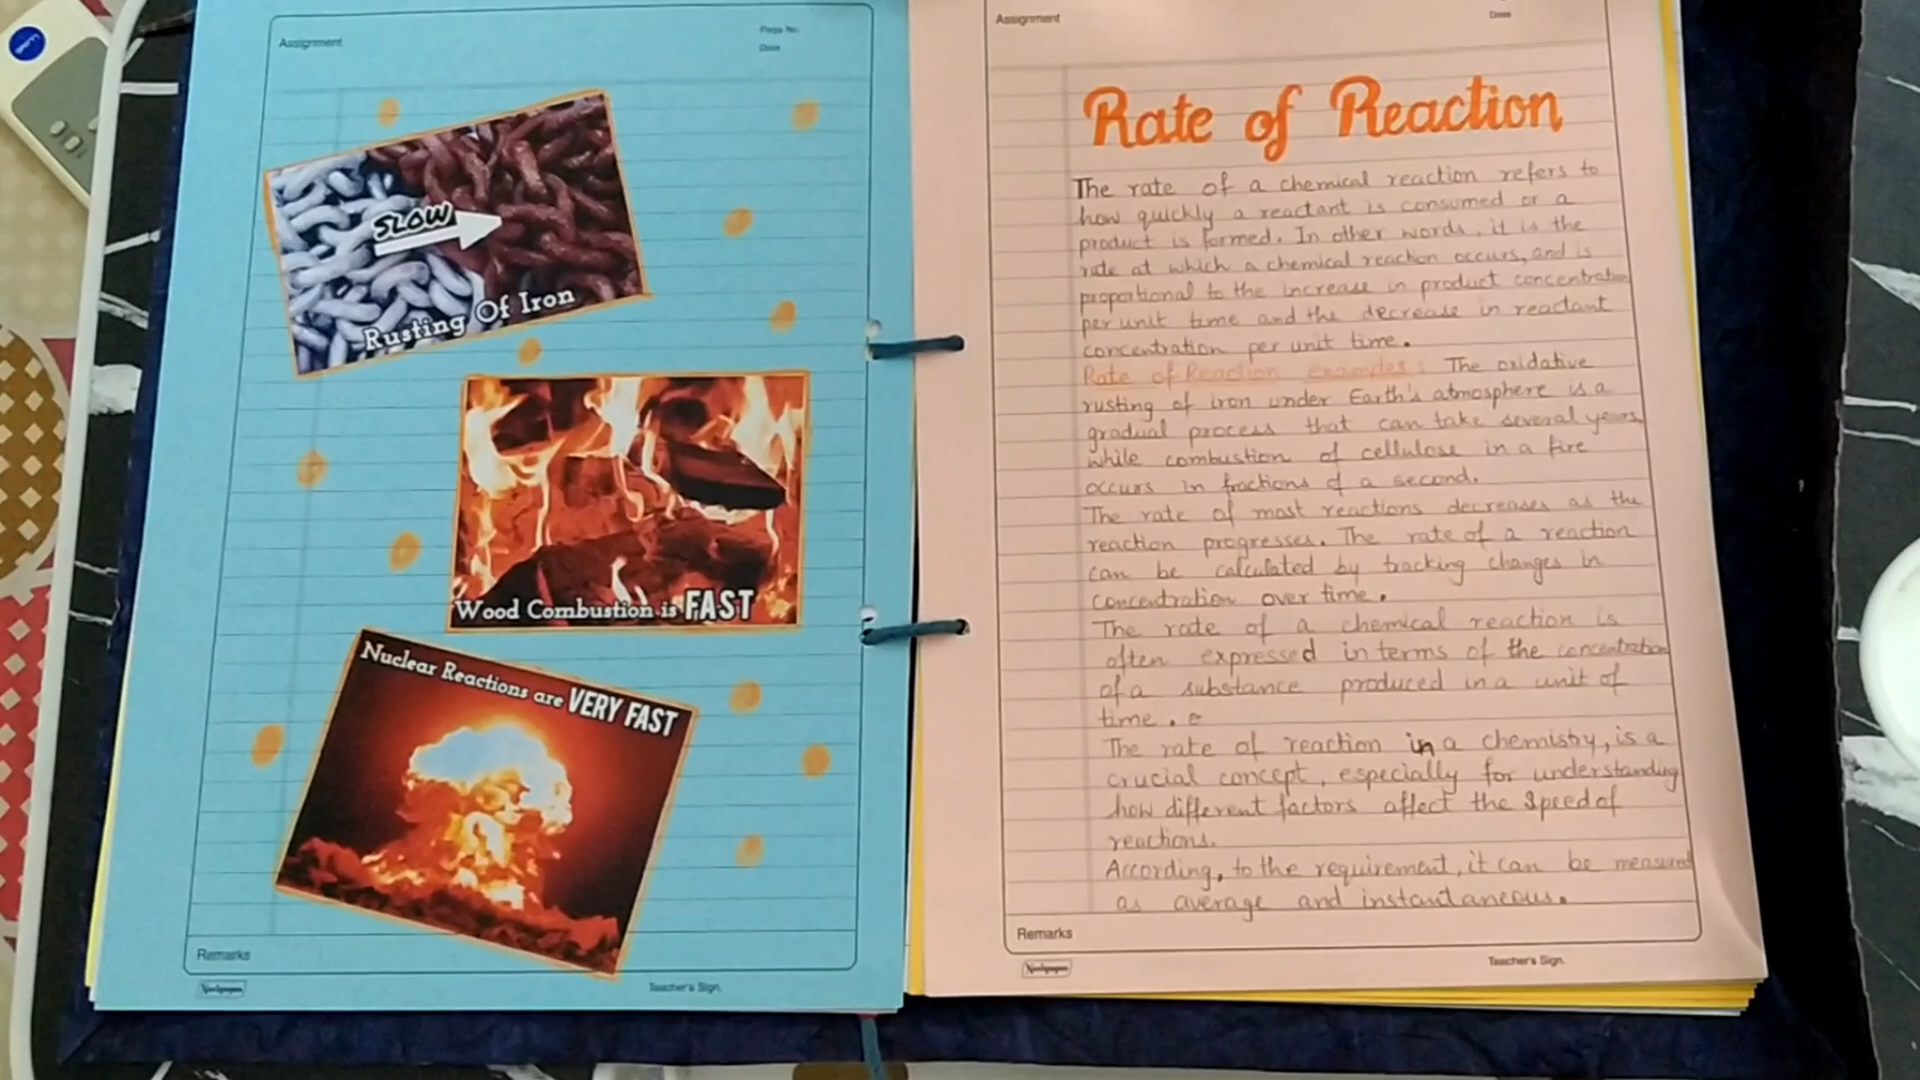 Assignment
Page No.
Date
SLOW
Rusting Of Iron
Wood Combustion is FAST
Nuclear Reactions are VERY FAST
Remarks
Teacher's Sign.
Assignment
Date
Rate of Reaction
The rate of a chemical reaction refers to
how quickly a reactant is consumed or a
product is formed. In other words, it is the
rate at which a chemical reaction occurs, and is
proportional to the increase in product concentration
per unit time and the decrease in reactant
concentration per unit time.
Rate of Reaction examples: The oxidative
rusting of iron under Earth's atmosphere is a
gradual process that can take several years,
while combustion of cellulose in a fire
occurs in fractions of a second.
The rate of most reactions decreases as the
reaction progresses. The rate of a reaction
can be calculated by tracking changes in
concentration over time.
The rate of a chemical reaction is
often expressed in terms of the concentration
of a substance produced in a unit of
time.
The rate of reaction in a chemistry, is a
crucial concept, especially for understanding
how different factors affect the speed of
reactions.
According, to the requirement, it can be measured
as average and instantaneous.
Remarks
Teacher's Sign.